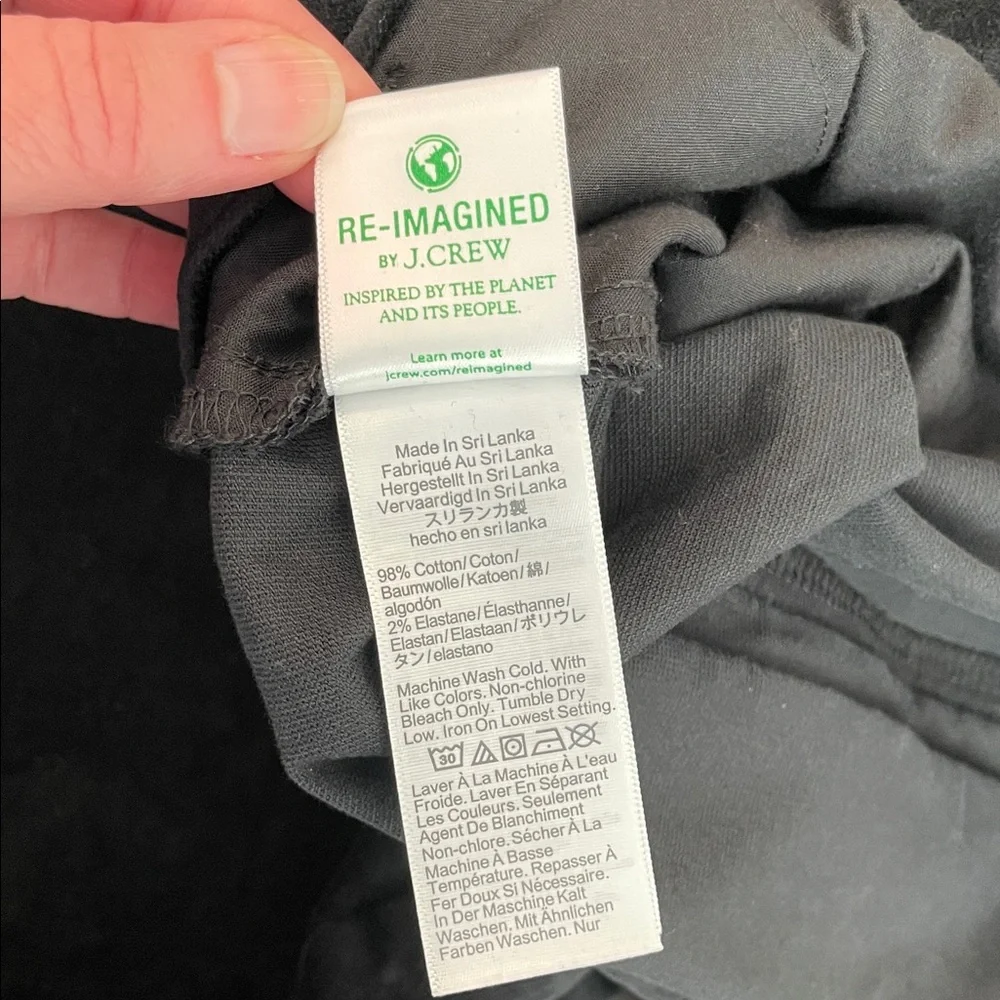 RE-IMAGINED
BY J.CREW
INSPIRED BY THE PLANET
AND ITS PEOPLE.
Learn more at
jcrew.com/reimagined
Made In Sri Lanka
Fabriqué Au Sri Lanka
Hergestellt In Sri Lanka
Vervaardigd In Sri Lanka
スリランカ製
hecho en sri lanka
98% Cotton/Coton/
Baumwolle/Katoen/綿/
algodón
2% Elastane/Élasthanne/
Elastan/Elastaan/ポリウレ
タン/elastano
Machine Wash Cold. With
Like Colors. Non-chlorine
Bleach Only. Tumble Dry
Low. Iron On Lowest Setting.
30
Laver À La Machine À L'eau
Froide. Laver En Séparant
Les Couleurs. Seulement
Agent De Blanchiment
Non-chlore. Sécher À La
Machine À Basse
Température. Repasser À
Fer Doux Si Nécessaire.
In Der Maschine Kalt
Waschen. Mit Ähnlichen
Farben Waschen. Nur